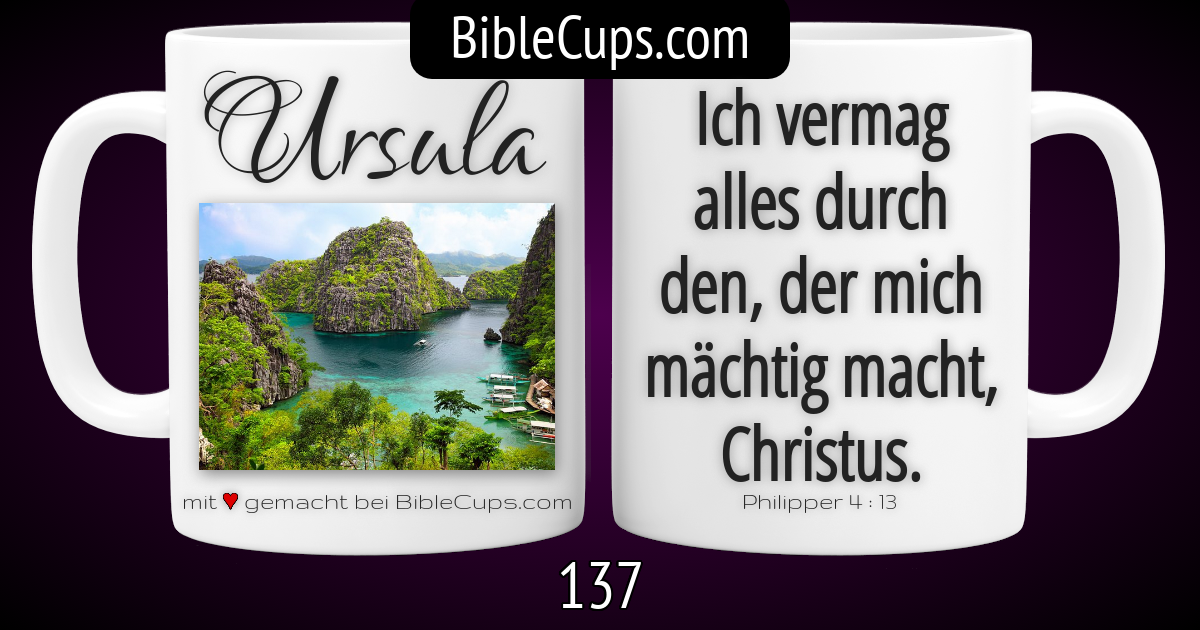 BibleCups.com
Ursula
mit ♥ gemacht bei BibleCups.com
Ich vermag
alles durch
den, der mich
mächtig macht,
Christus.
Philipper 4 : 13
137